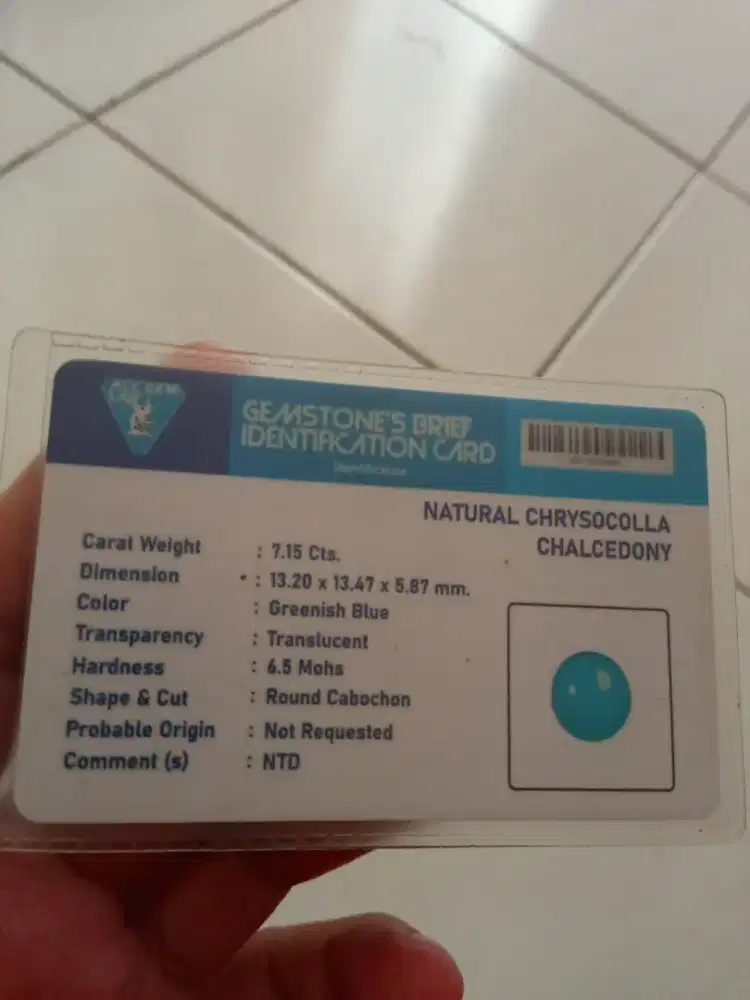 GEMSTONE'S BRIEF
IDENTIFICATION CARD
Identification
NATURAL CHRYSOCOLLA
CHALCEDONY
Carat Weight : 7.15 Cts.
Dimension : 13.20 x 13.47 x 5.87 mm.
Color : Greenish Blue
Transparency : Translucent
Hardness : 6.5 Mohs
Shape & Cut : Round Cabochon
Probable Origin : Not Requested
Comment (s) : NTD